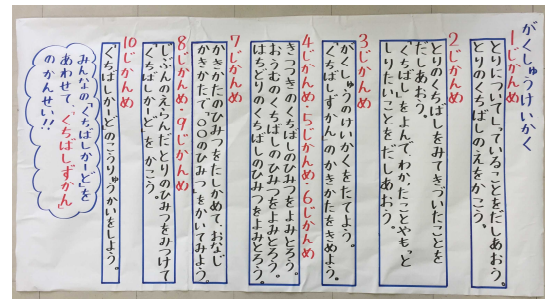 がくしゅうけいかく
1じかんめ
とりについてしっていることをだしあおう。
とりのくちばしのえをかこう。
2じかんめ
とりのくちばしをみてきづいたことを
だしあおう。
「くちばし」をよんでわかったことやもっと
しりたいことをだしあおう。
3じかんめ
がくしゅうのけいかくをたてよう。
くちばしずかんのかきかたをきめよう。
4じかんめ・5じかんめ・6じかんめ
きつつきのくちばしのひみつをよみとろう。
おうむのくちばしのひみつをよみとろう。
はちどりのくちばしのひみつをよみとろう。
7じかんめ
かきかたのひみつをたしかめて、おなじ
かきかたで「〇〇のひみつ」をかいてみよう。
8じかんめ・9じかんめ
じぶんのえらんだとりのひみつをみつけて
「くちばしかーど」をかこう。
10じかんめ
「くちばしかーど」のこうりゅうかいをしよう。
みんなの「くちばしかーど」を
あわせて、「くちばしずかん」
のかんせい!!